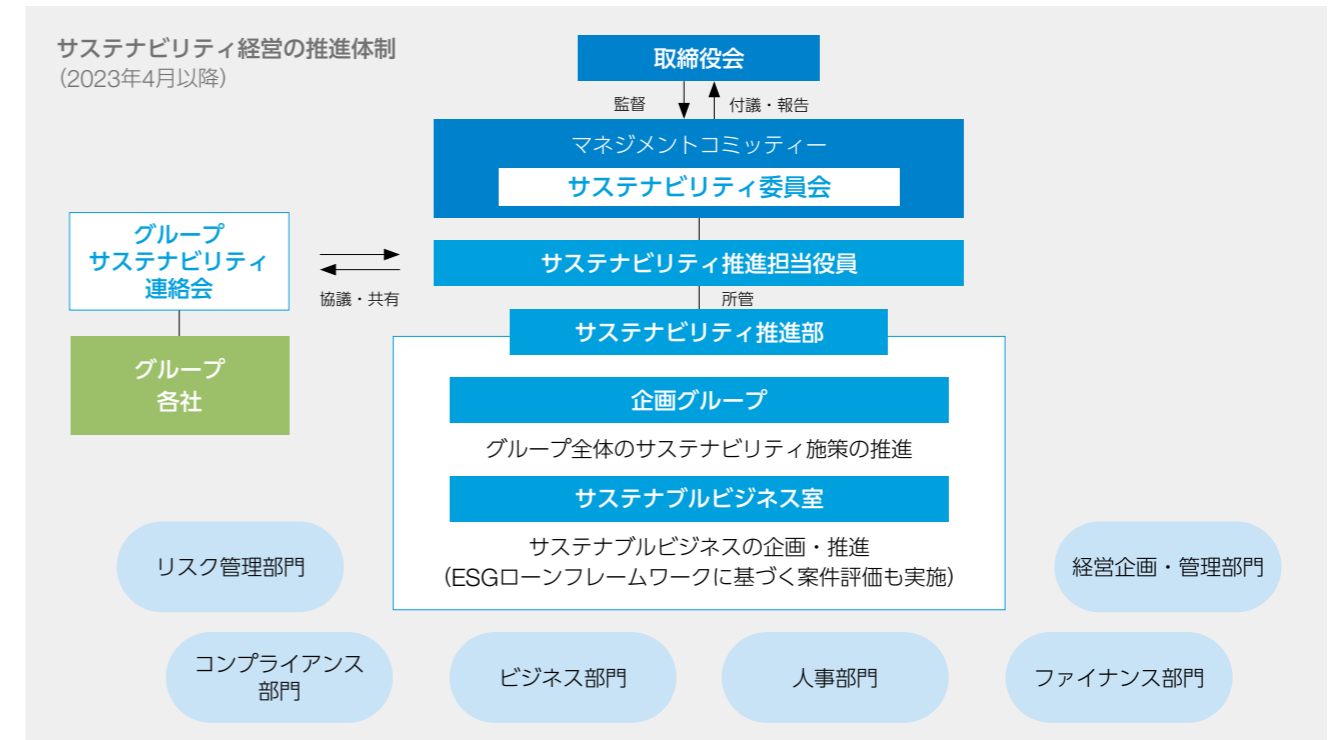 サステナビリティ経営の推進体制
（2023年4月以降）
取締役会
監督
付議・報告
マネジメントコミッティー
サステナビリティ委員会
グループ
サステナビリティ
連絡会
協議・共有
サステナビリティ推進担当役員
所管
グループ
各社
サステナビリティ推進部
企画グループ
グループ全体のサステナビリティ施策の推進
サステナブルビジネス室
サステナブルビジネスの企画・推進
（ESGローンフレームワークに基づく案件評価も実施）
リスク管理部門
経営企画・管理部門
コンプライアンス
部門
ビジネス部門
人事部門
ファイナンス部門